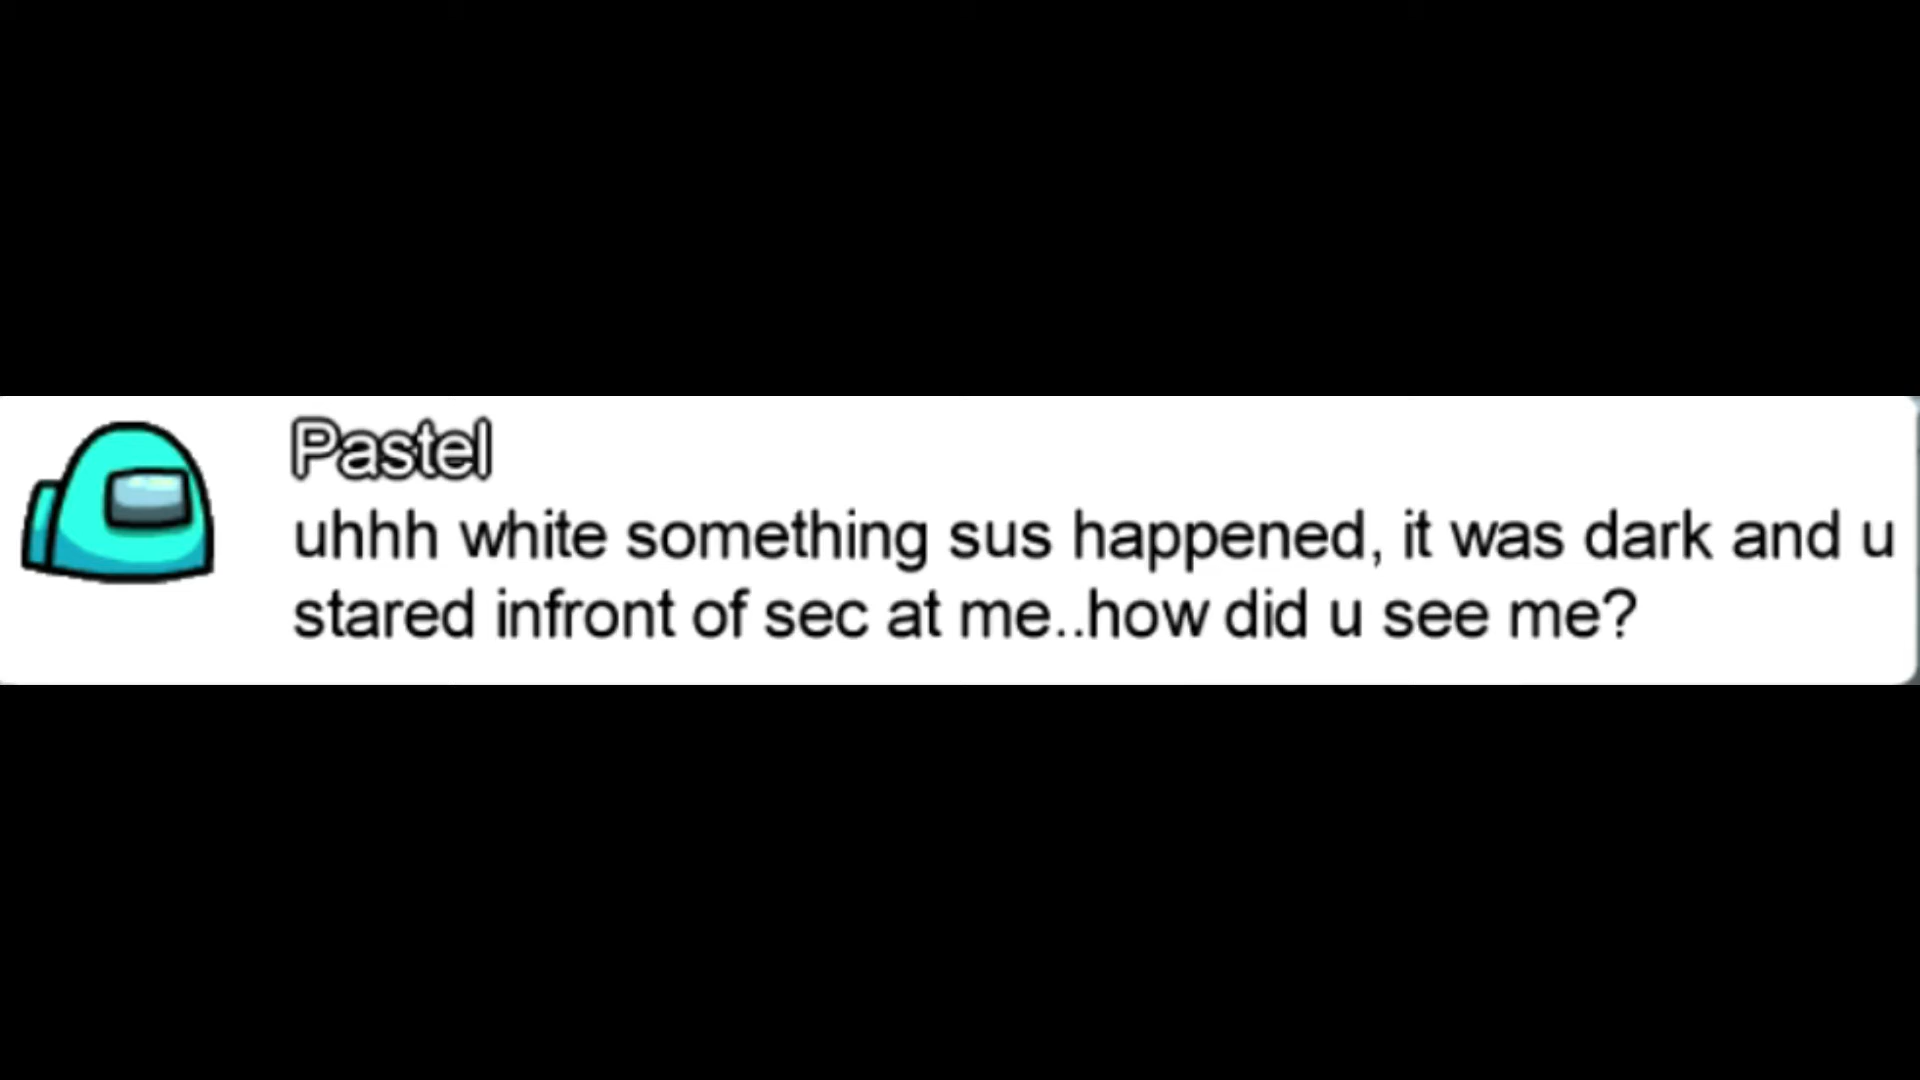 Pastel
uhhh white something sus happened, it was dark and u
stared infront of sec at me..how did u see me?